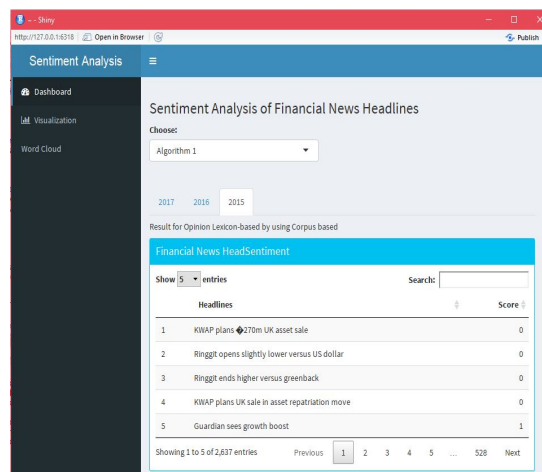 ~ - Shiny
http://127.0.0.1:6318 Open in Browser Publish
Sentiment Analysis
Dashboard
Visualization
Word Cloud
Sentiment Analysis of Financial News Headlines
Choose:
Algorithm 1
2017 2016 2015
Result for Opinion Lexicon-based by using Corpus based
Financial News HeadSentiment
Show 5 entries Search:
Headlines Score
1 KWAP plans �270m UK asset sale 0
2 Ringgit opens slightly lower versus US dollar 0
3 Ringgit ends higher versus greenback 0
4 KWAP plans UK sale in asset repatriation move 0
5 Guardian sees growth boost 1
Showing 1 to 5 of 2,637 entries Previous 1 2 3 4 5 ... 528 Next